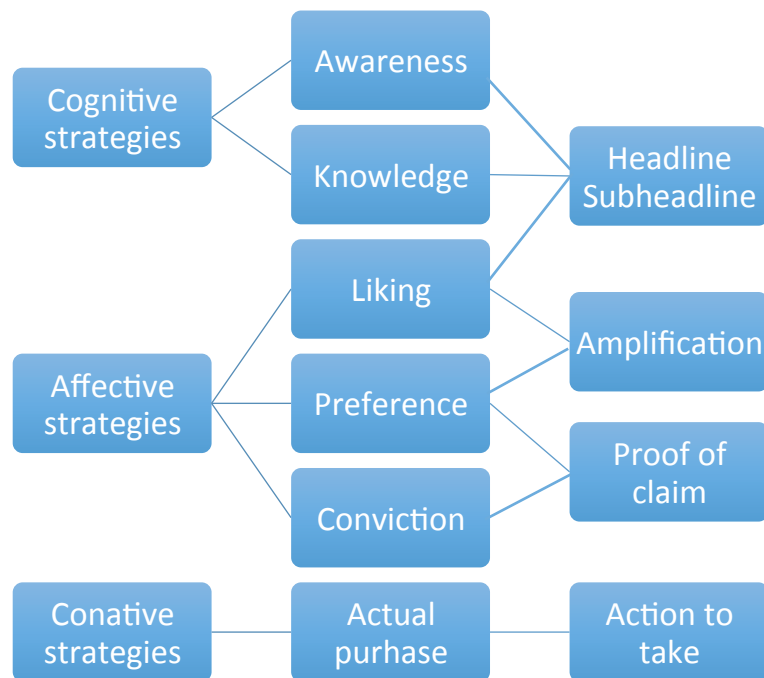 Cognitive
strategies
Awareness
Knowledge
Headline
Subheadline
Affective
strategies
Liking
Preference
Conviction
Amplification
Proof of
claim
Conative
strategies
Actual
purhase
Action to
take